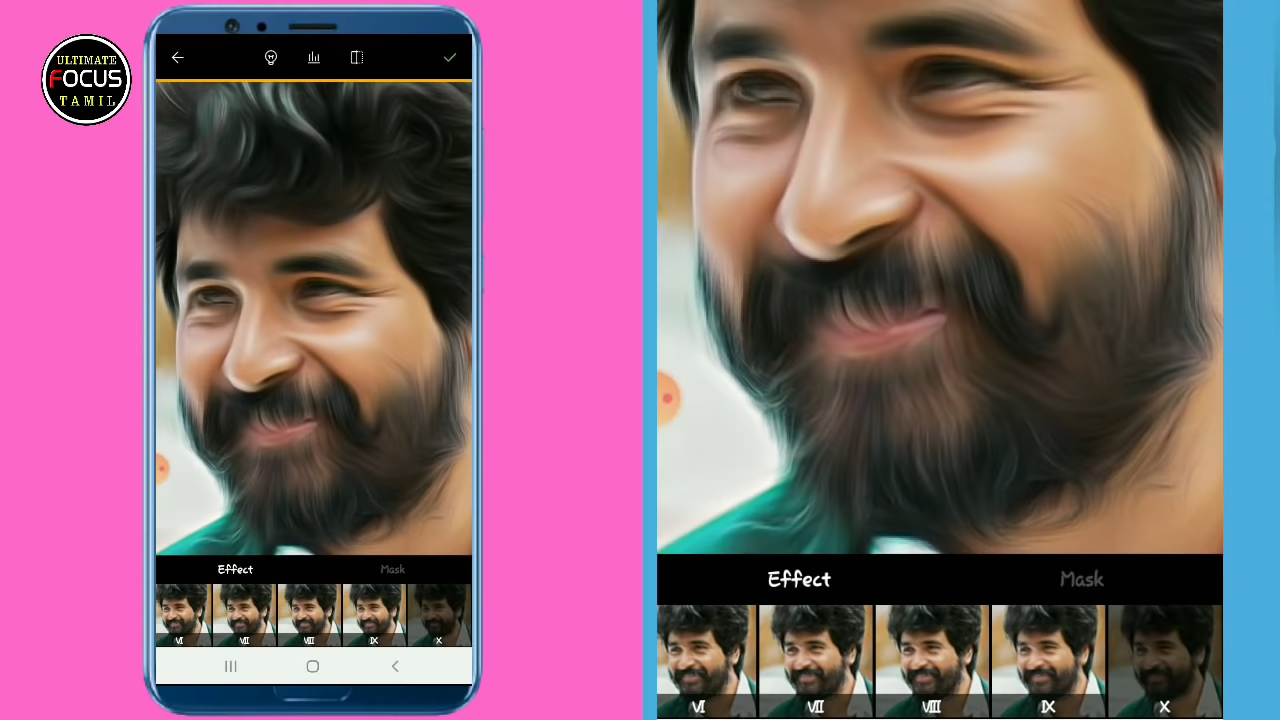 ULTIMATE
FOCUS
TAMIL
Effect Mask
VI VII VIII IX X
Effect Mask
VI VII VIII IX X